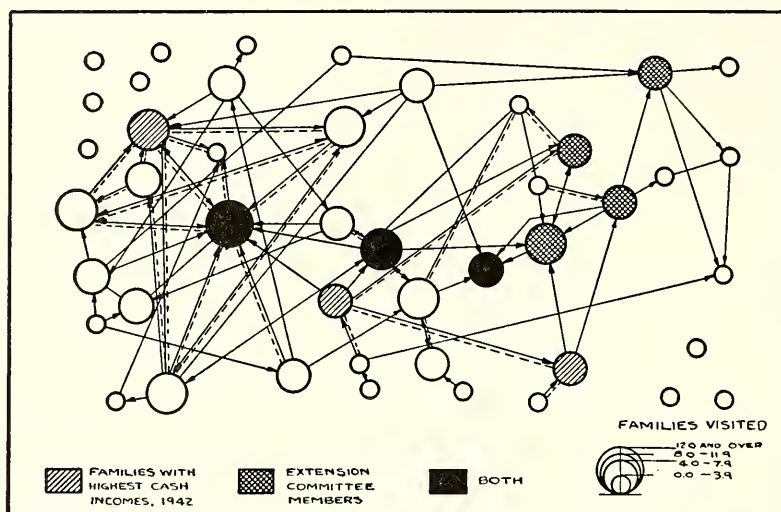 FAMILIES VISITED
12.0 AND OVER
8.0 - 11.9
4.0 - 7.9
0.0 - 3.9
FAMILIES WITH
HIGHEST CASH
INCOMES, 1942
EXTENSION
COMMITTEE
MEMBERS
BOTH